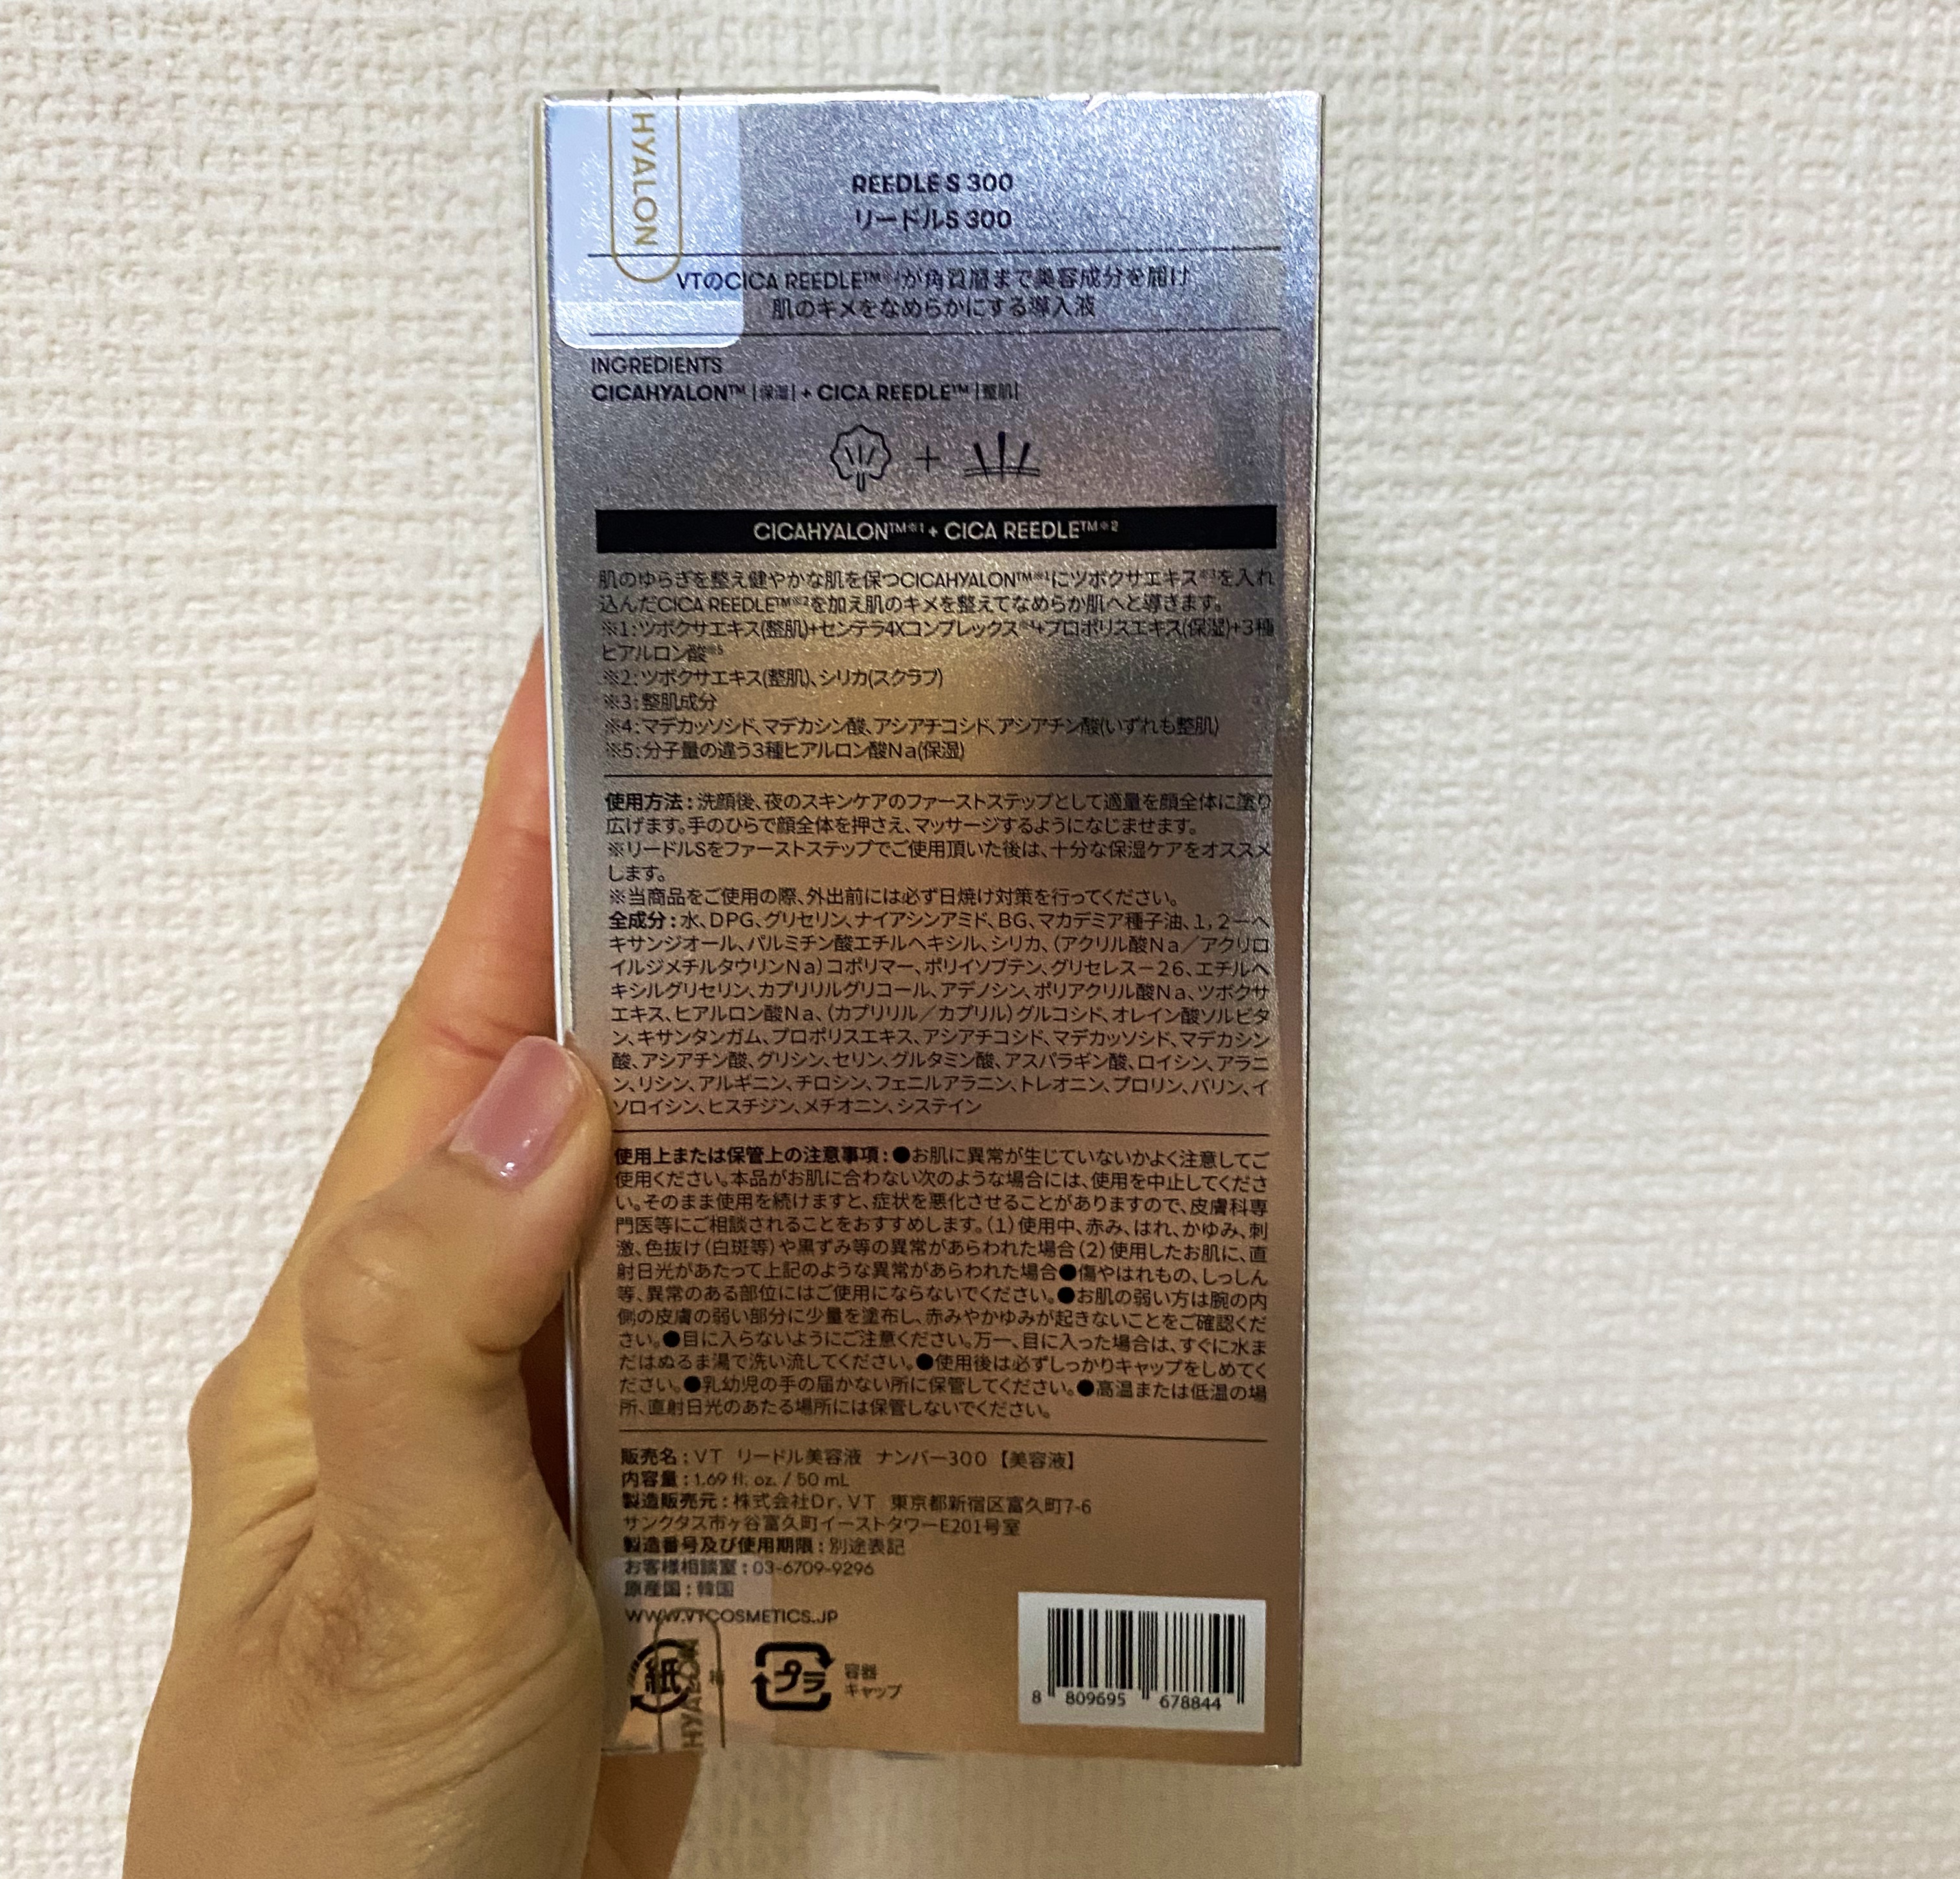 HYALON
REEDLE S 300
リードルS 300
VTのCICA REEDLE™※2が角質層まで美容成分を届け
肌のキメをなめらかにする導入液
INGREDIENTS
CICAHYALON™ |保湿| + CICA REEDLE™ |整肌|
CICAHYALON™※1 + CICA REEDLE™※2
肌のゆらぎを整え健やかな肌を保つCICAHYALON™※1にツボクサエキス※3を入れ
込んだCICA REEDLE™※2を加え肌のキメを整えてなめらか肌へと導きます。
※1:ツボクサエキス(整肌)+センテラ4Xコンプレックス※4+プロポリスエキス(保湿)+3種
ヒアルロン酸※5
※2:ツボクサエキス(整肌)、シリカ(スクラブ)
※3:整肌成分
※4:マデカッソシド、マデカシン酸、アシアチコシド、アシアチン酸(いずれも整肌)
※5:分子量の違う3種ヒアルロン酸Na(保湿)
使用方法:洗顔後、夜のスキンケアのファーストステップとして適量を顔全体に塗り
広げます。手のひらで顔全体を押さえ、マッサージするようになじませます。
※リードルSをファーストステップでご使用頂いた後は、十分な保湿ケアをオススメ
します。
※当商品をご使用の際、外出前には必ず日焼け対策を行ってください。
全成分:水、DPG、グリセリン、ナイアシンアミド、BG、マカデミア種子油、1,2-ヘ
キサンジオール、パルミチン酸エチルヘキシル、シリカ、(アクリル酸Na/アクリロ
イルジメチルタウリンNa)コポリマー、ポリイソブテン、グリセレス-26、エチルヘ
キシルグリセリン、カプリリルグリコール、アデノシン、ポリアクリル酸Na、ツボクサ
エキス、ヒアルロン酸Na、(カプリリル/カプリル)グルコシド、オレイン酸ソルビタ
ン、キサンタンガム、プロポリスエキス、アシアチコシド、マデカッソシド、マデカシン
酸、アシアチン酸、グリシン、セリン、グルタミン酸、アスパラギン酸、ロイシン、アラニ
ン、リシン、アルギニン、チロシン、フェニルアラニン、トレオニン、プロリン、バリン、イ
ソロイシン、ヒスチジン、メチオニン、システイン
使用上または保管上の注意事項:●お肌に異常が生じていないかよく注意してご
使用ください。本品がお肌に合わない次のような場合には、使用を中止してくださ
い。そのまま使用を続けますと、症状を悪化させることがありますので、皮膚科専
門医等にご相談されることをおすすめします。(1)使用中、赤み、はれ、かゆみ、刺
激、色抜け(白斑等)や黒ずみ等の異常があらわれた場合(2)使用したお肌に、直
射日光があたって上記のような異常があらわれた場合●傷やはれもの、しっしん
等、異常のある部位にはご使用にならないでください。●お肌の弱い方は腕の内
側の皮膚の弱い部分に少量を塗布し、赤みやかゆみが起きないことをご確認くだ
さい。●目に入らないようにご注意ください。万一、目に入った場合は、すぐに水ま
たはぬるま湯で洗い流してください。●使用後は必ずしっかりキャップをしめてく
ださい。●乳幼児の手の届かない所に保管してください。●高温または低温の場
所、直射日光のあたる場所には保管しないでください。
販売名:VT リードル美容液 ナンバー300【美容液】
内容量:1.69 fl. oz. / 50 mL
製造販売元:株式会社Dr.VT 東京都新宿区富久町7-6
サンクタス市ヶ谷富久町イーストタワーE201号室
製造番号及び使用期限:別途表記
お客様相談室:03-6709-9296
原産国:韓国
WWW.VTCOSMETICS.JP
紙
箱
プラ
容器
キャップ
HYALON
8 809695 678844